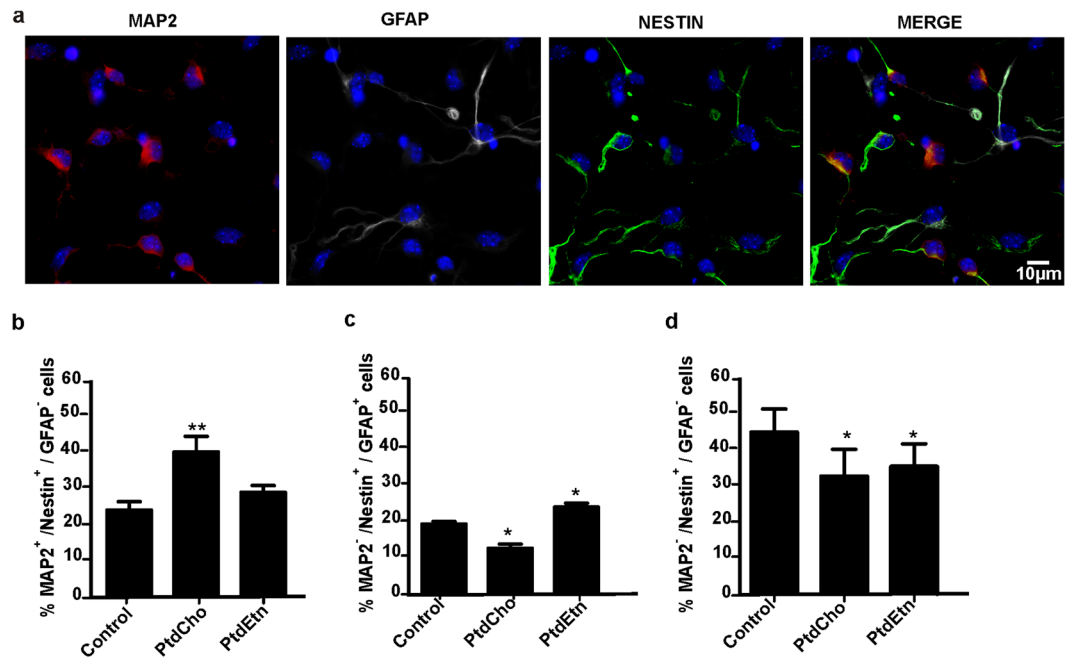 a
MAP2
GFAP
NESTIN
MERGE
10µm
b
% MAP2⁺ /Nestin⁺ / GFAP⁻ cells
60
50
40
30
20
10
0
**
Control
PtdCho
PtdEtn
c
% MAP2⁻ /Nestin⁺ / GFAP⁺ cells
60
50
40
30
20
10
0
*
*
Control
PtdCho
PtdEtn
d
% MAP2⁻ /Nestin⁺ / GFAP⁻ cells
60
50
40
30
20
10
0
*
*
Control
PtdCho
PtdEtn